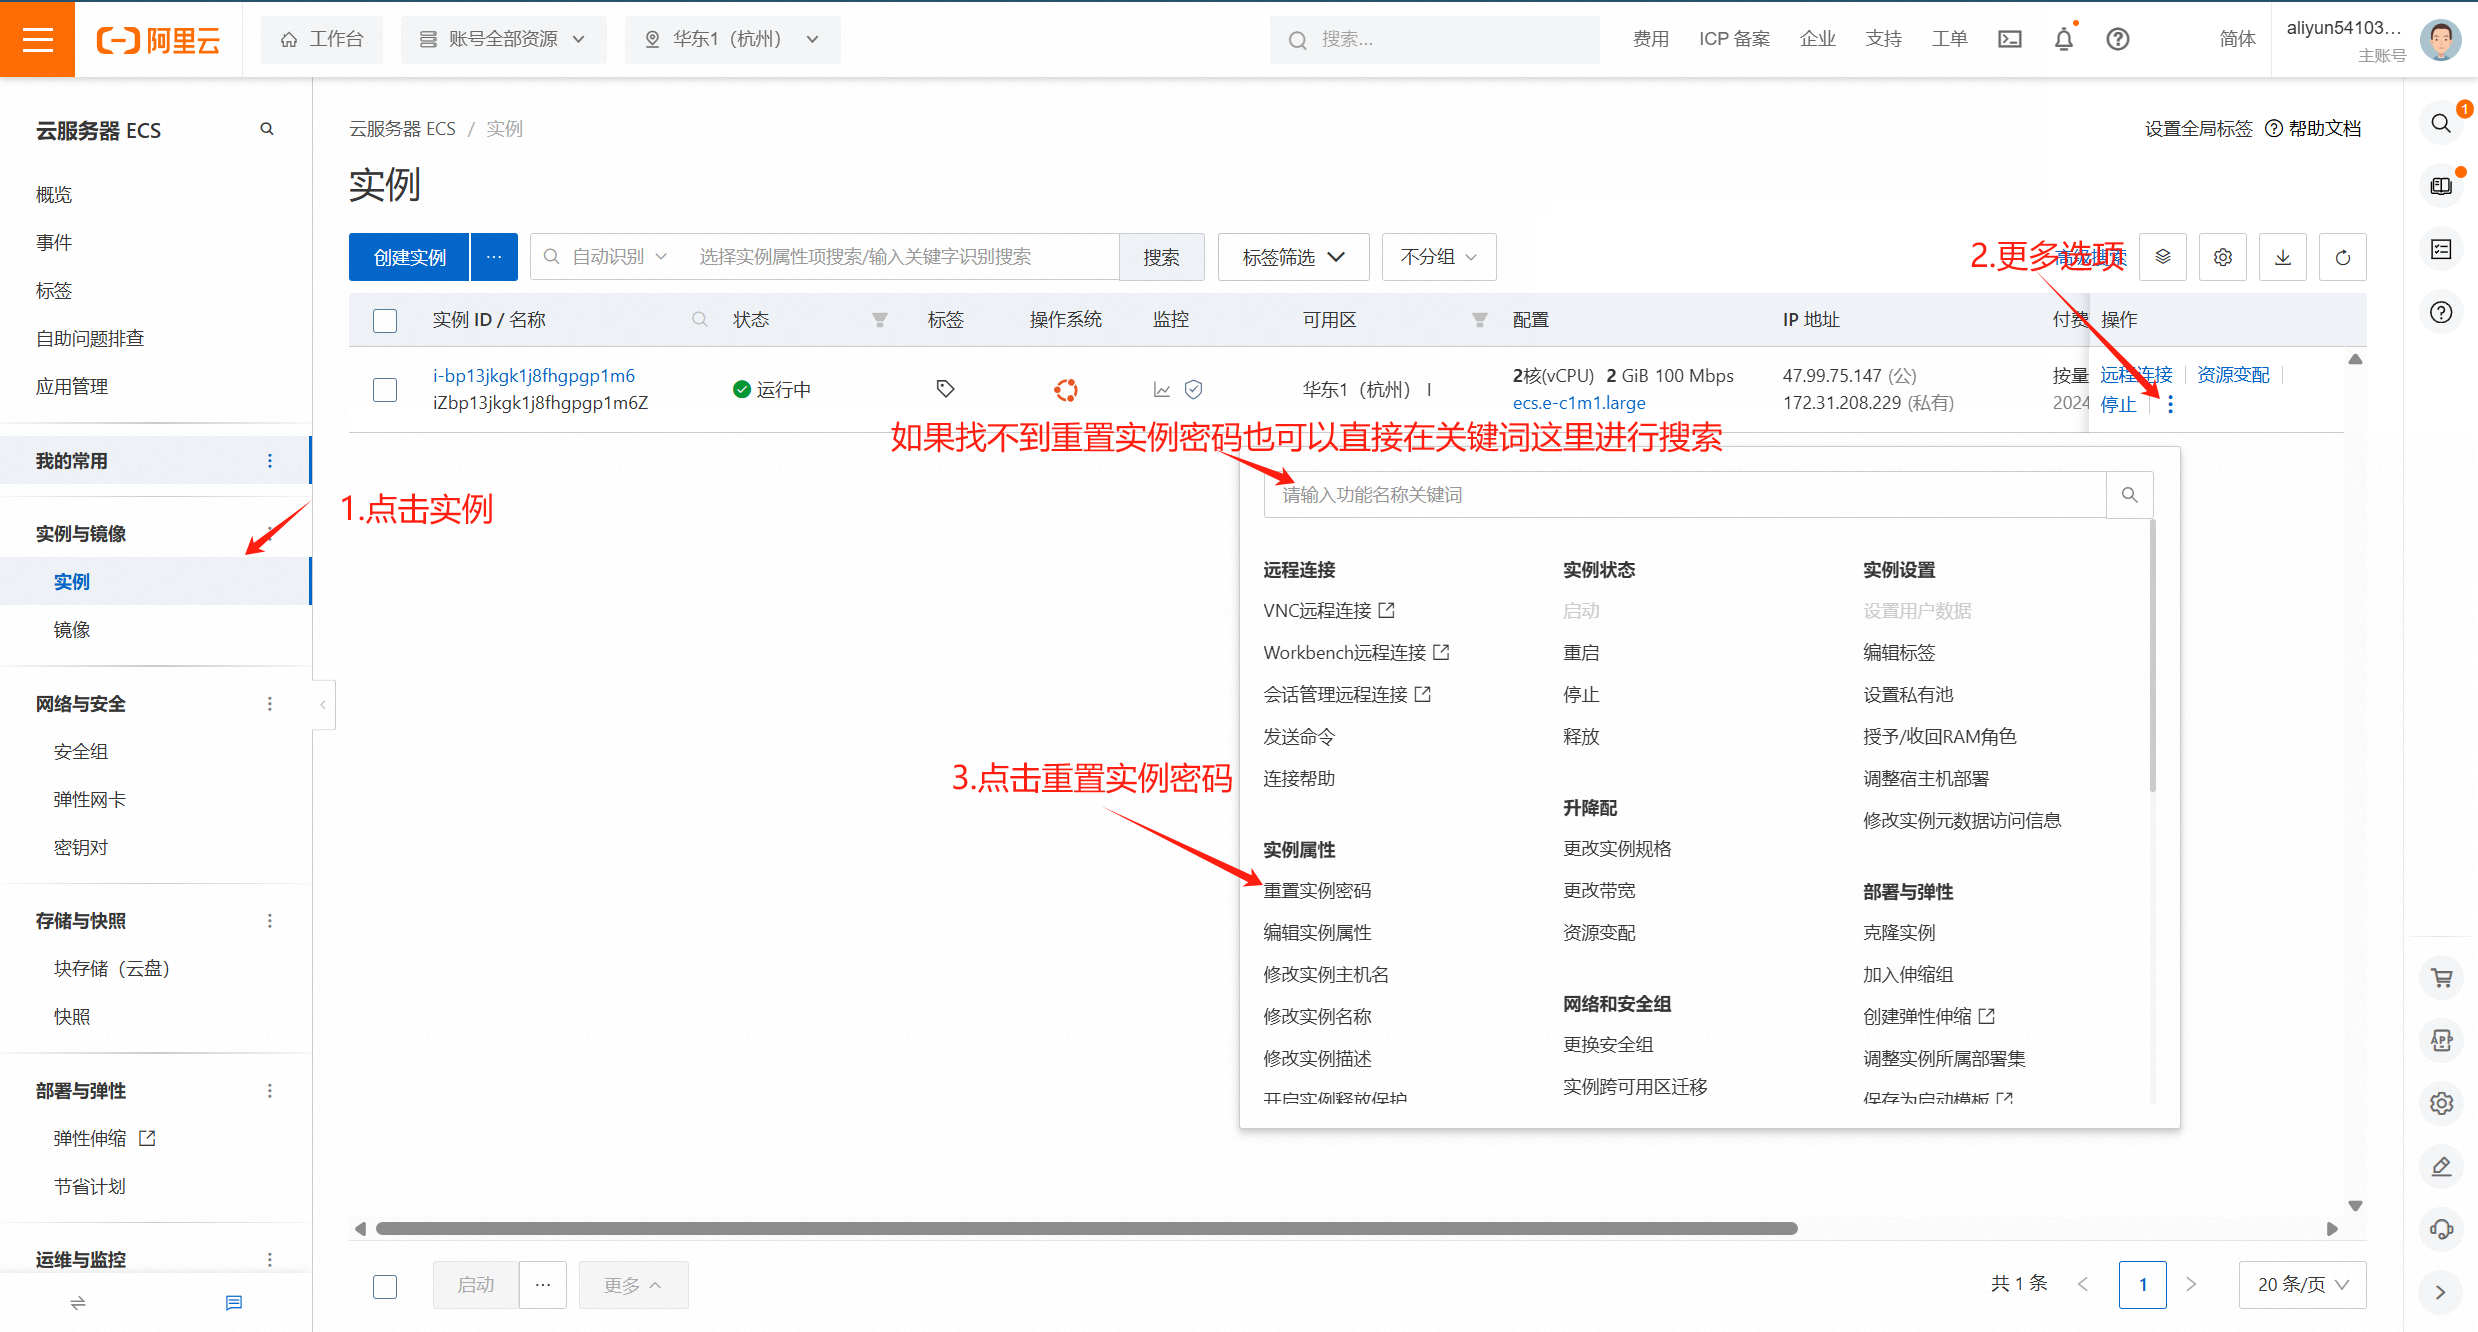 阿里云
工作台
账号全部资源
华东1（杭州）
搜索...
费用
ICP 备案
企业
支持
工单
简体
aliyun54103...
主账号
云服务器 ECS
概览
事件
标签
自助问题排查
应用管理
我的常用
实例与镜像
实例
镜像
网络与安全
安全组
弹性网卡
密钥对
存储与快照
块存储（云盘）
快照
部署与弹性
弹性伸缩
节省计划
运维与监控
云服务器 ECS / 实例
设置全局标签
帮助文档
1
实例
创建实例
...
自动识别
选择实例属性项搜索/输入关键字识别搜索
搜索
标签筛选
不分组
高级搜索
2.更多选项
实例 ID / 名称
状态
标签
操作系统
监控
可用区
配置
IP 地址
付费
操作
i-bp13jkgk1j8fhgpgp1m6
iZbp13jkgk1j8fhgpgp1m6Z
运行中
华东1（杭州） I
2核(vCPU) 2 GiB 100 Mbps
ecs.e-c1m1.large
47.99.75.147 (公)
172.31.208.229 (私有)
按量
2024
远程连接
资源变配
停止
如果找不到重置实例密码也可以直接在关键词这里进行搜索
1.点击实例
请输入功能名称关键词
远程连接
VNC远程连接
Workbench远程连接
会话管理远程连接
发送命令
连接帮助
3.点击重置实例密码
实例属性
重置实例密码
编辑实例属性
修改实例主机名
修改实例名称
修改实例描述
开启实例释放保护
实例状态
启动
重启
停止
释放
升降配
更改实例规格
更改带宽
资源变配
网络和安全组
更换安全组
实例跨可用区迁移
实例设置
设置用户数据
编辑标签
设置私有池
授予/收回RAM角色
调整宿主机部署
修改实例元数据访问信息
部署与弹性
克隆实例
加入伸缩组
创建弹性伸缩
调整实例所属部署集
保存为启动模板
APP
启动
...
更多
共 1 条
1
20 条/页